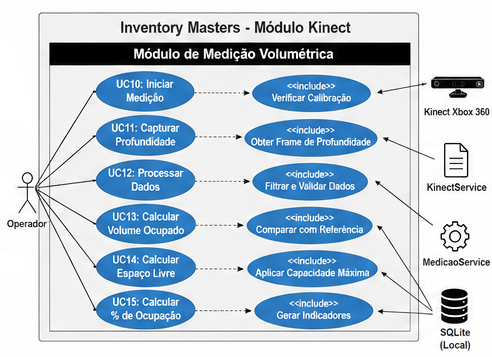 Inventory Masters - Módulo Kinect
Módulo de Medição Volumétrica
UC10: Iniciar
Medição
<<include>>
Verificar Calibração
Kinect Xbox 360
UC11: Capturar
Profundidade
<<include>>
Obter Frame de Profundidade
KinectService
UC12: Processar
Dados
<<include>>
Filtrar e Validar Dados
Operador
UC13: Calcular
Volume Ocupado
<<include>>
Comparar com Referência
MedicaoService
UC14: Calcular
Espaço Livre
<<include>>
Aplicar Capacidade Máxima
UC15: Calcular
% de Ocupação
<<include>>
Gerar Indicadores
SQLite
(Local)